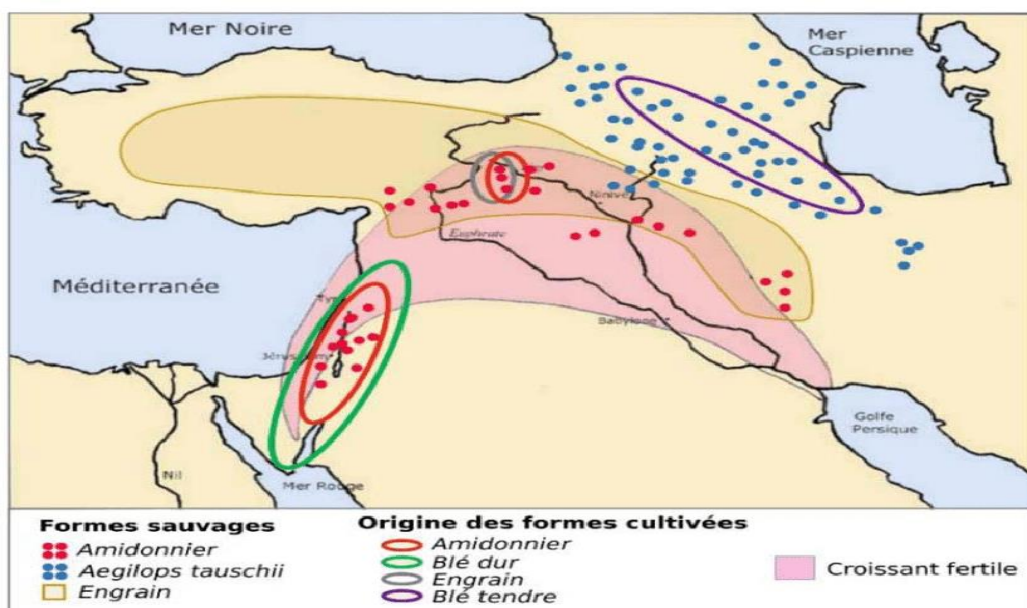 Mer Noire
Mer
Caspienne
Ninive
Euphrate
Méditerranée
Tyr
Babylone
Golfe
Persique
Nil
Mer Rouge
Formes sauvages
Amidonnier
Aegilops tauschii
Engrain
Origine des formes cultivées
Amidonnier
Blé dur
Engrain
Blé tendre
Croissant fertile